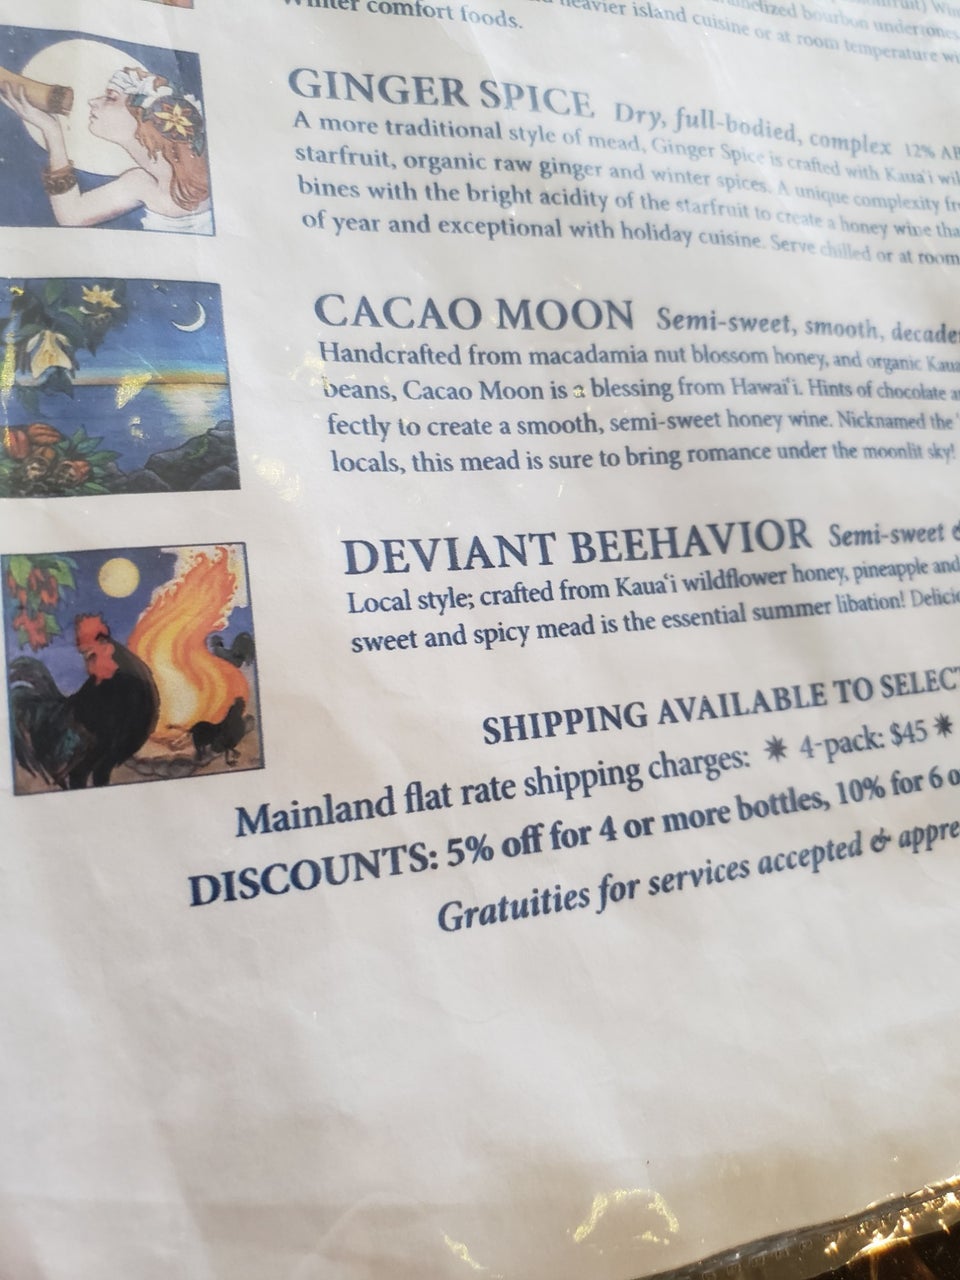 heavier island cuisine or at room temperature
Winter comfort foods.
GINGER SPICE Dry, full-bodied, complex 12%
A more traditional style of mead, Ginger Spice is crafted with Kaua'i
starfruit, organic raw ginger and winter spices. A unique complexity
bines with the bright acidity of the starfruit to create a honey wine
of year and exceptional with holiday cuisine. Serve chilled or at room
CACAO MOON Semi-sweet, smooth,
Handcrafted from macadamia nut blossom honey, and organic
beans, Cacao Moon is a blessing from Hawai'i. Hints of chocolate
fectly to create a smooth, semi-sweet honey wine. Nicknamed the
locals, this mead is sure to bring romance under the moonlit sky!
DEVIANT BEEHAVIOR Semi-sweet
Local style; crafted from Kaua'i wildflower honey, pineapple and
sweet and spicy mead is the essential summer libation!
SHIPPING AVAILABLE TO
Mainland flat rate shipping charges: ✷ 4-pack: $45 ✷
DISCOUNTS: 5% off for 4 or more bottles, 10% for 6
Gratuities for services accepted &